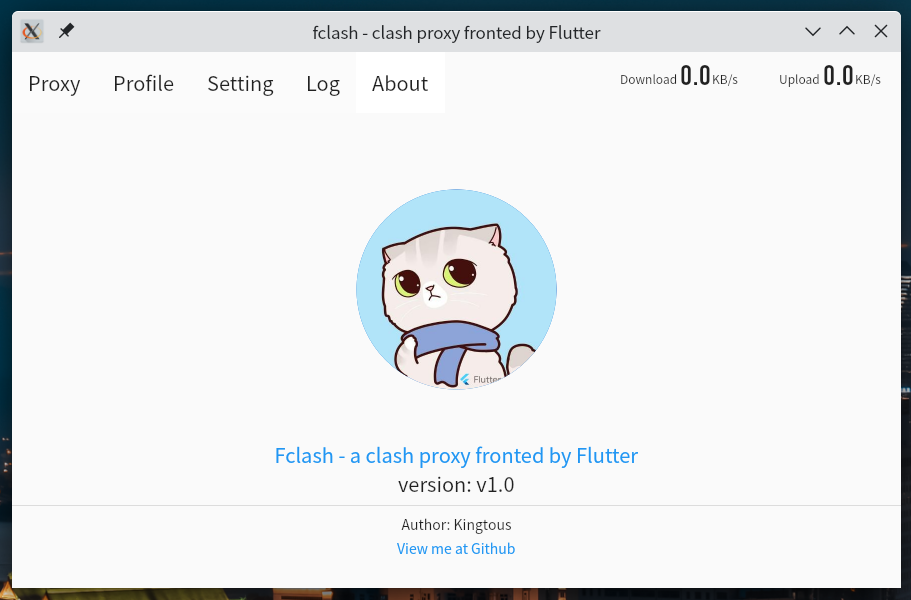 fclash - clash proxy fronted by Flutter
Proxy Profile Setting Log About Download 0.0 KB/s Upload 0.0 KB/s
Flutter
Fclash - a clash proxy fronted by Flutter
version: v1.0
Author: Kingtous
View me at Github